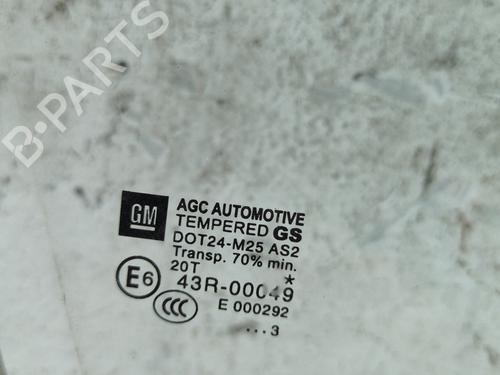 B-PARTS
GM
AGC AUTOMOTIVE
TEMPERED GS
DOT24-M25 AS2
Transp. 70% min.
20T *
E6 43R-00049
CCC E 000292
...3